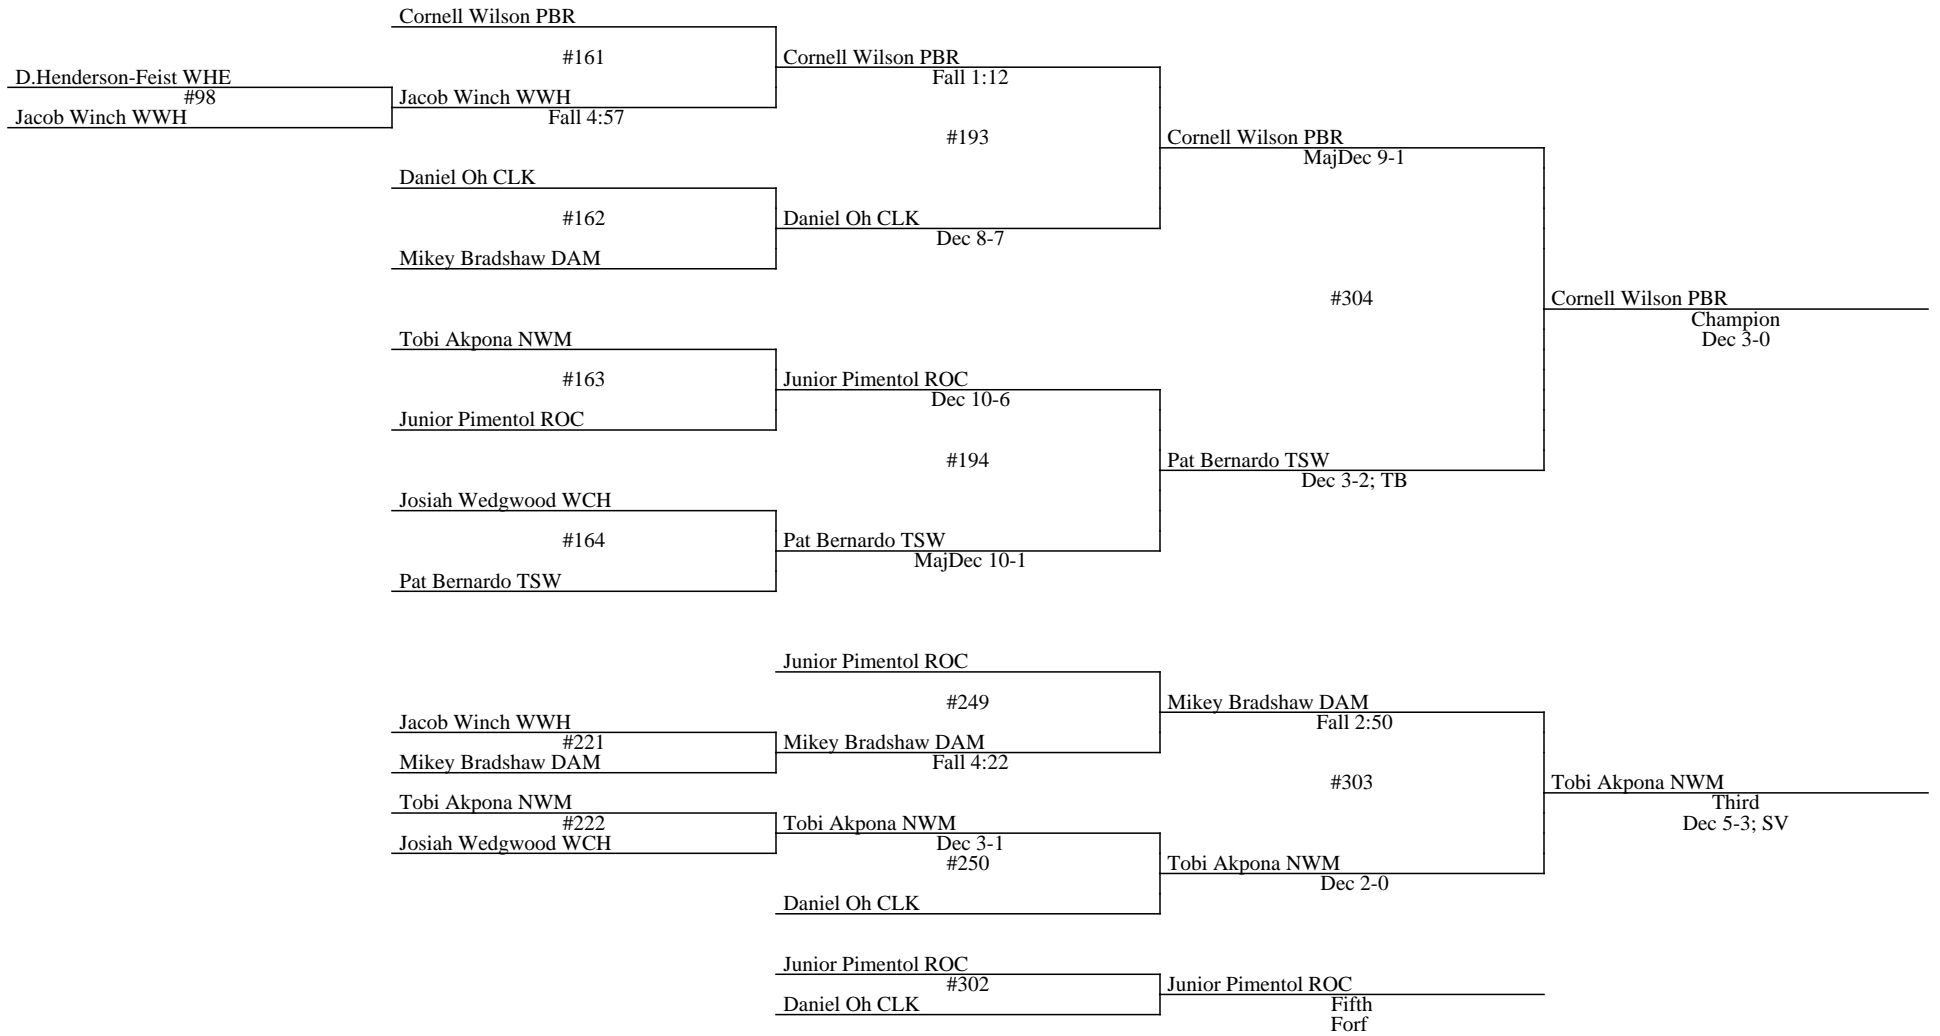 Cornell Wilson PBR
#161
Cornell Wilson PBR
Fall 1:12
D.Henderson-Feist WHE
#98
Jacob Winch WWH
Jacob Winch WWH
Fall 4:57
#193
Cornell Wilson PBR
MajDec 9-1
Daniel Oh CLK
#162
Daniel Oh CLK
Dec 8-7
Mikey Bradshaw DAM
#304
Cornell Wilson PBR
Champion
Dec 3-0
Tobi Akpona NWM
#163
Junior Pimentol ROC
Dec 10-6
Junior Pimentol ROC
#194
Pat Bernardo TSW
Dec 3-2; TB
Josiah Wedgwood WCH
#164
Pat Bernardo TSW
MajDec 10-1
Pat Bernardo TSW
Junior Pimentol ROC
#249
Mikey Bradshaw DAM
Fall 2:50
Jacob Winch WWH
#221
Mikey Bradshaw DAM
Mikey Bradshaw DAM
Fall 4:22
#303
Tobi Akpona NWM
Third
Dec 5-3; SV
Tobi Akpona NWM
#222
Josiah Wedgwood WCH
Tobi Akpona NWM
Dec 3-1
#250
Tobi Akpona NWM
Dec 2-0
Daniel Oh CLK
Junior Pimentol ROC
#302
Daniel Oh CLK
Junior Pimentol ROC
Fifth
Forf